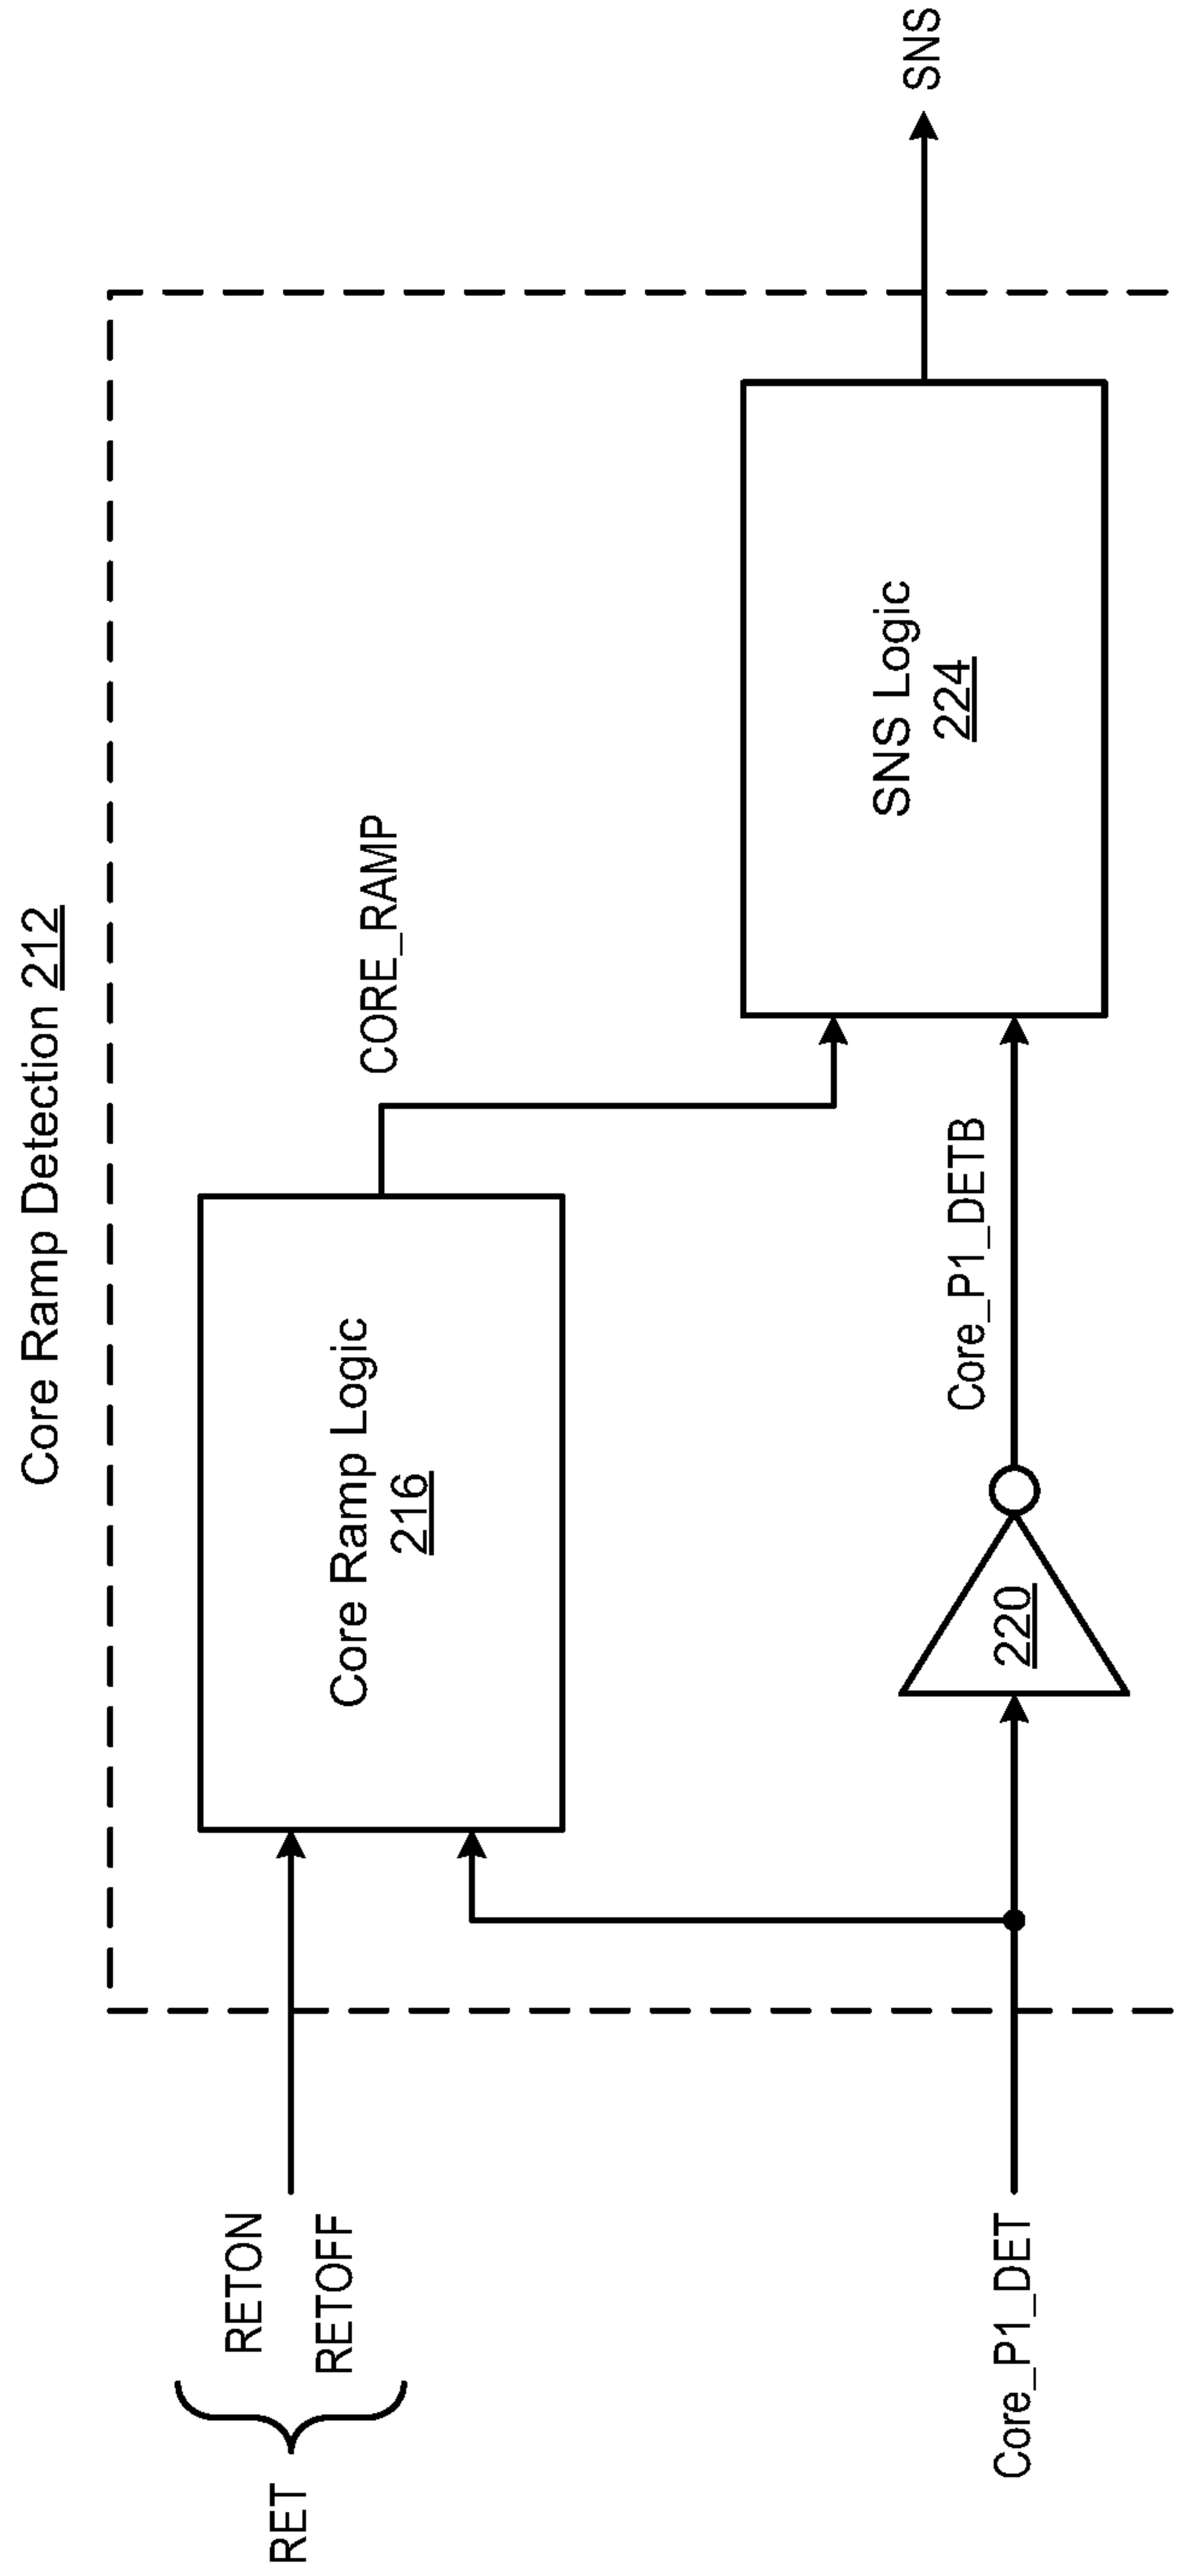 Core Ramp Detection 212
RET
RETON
RETOFF
Core Ramp Logic
216
CORE_RAMP
Core_P1_DET
220
Core_P1_DETB
SNS Logic
224
SNS